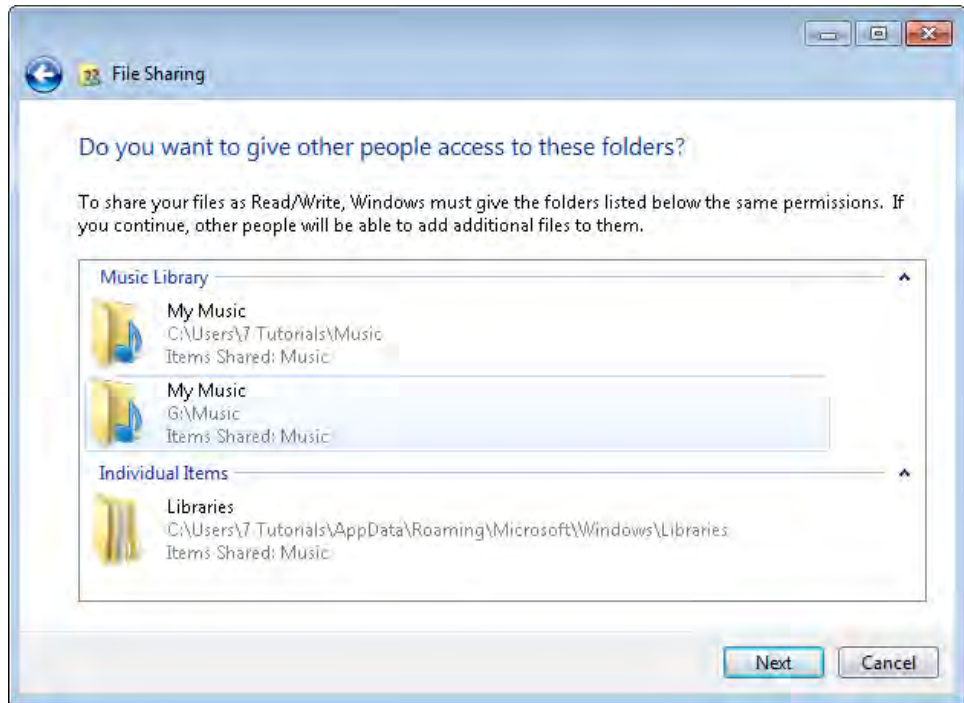 File Sharing
Do you want to give other people access to these folders?
To share your files as Read/Write, Windows must give the folders listed below the same permissions. If
you continue, other people will be able to add additional files to them.
Music Library
My Music
C:\Users\7 Tutorials\Music
Items Shared: Music
My Music
G:\Music
Items Shared: Music
Individual Items
Libraries
C:\Users\7 Tutorials\AppData\Roaming\Microsoft\Windows\Libraries
Items Shared: Music
Next Cancel